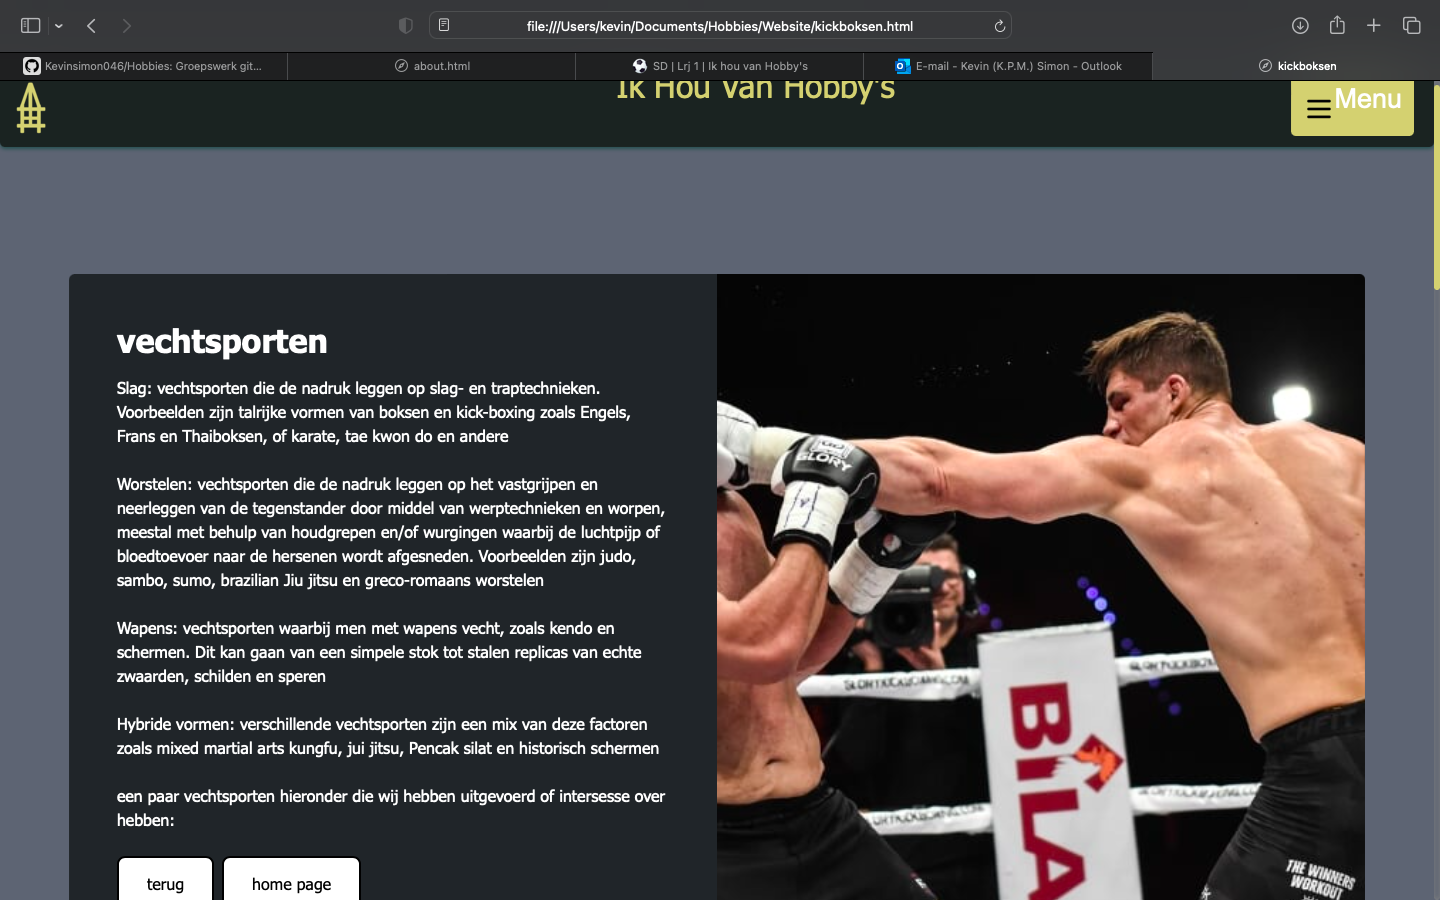 file:///Users/kevin/Documents/Hobbies/Website/kickboksen.html
Kevinsimon046/Hobbies: Groepswerk git...
about.html
SD | Lrj 1 | Ik hou van Hobby's
E-mail - Kevin (K.P.M.) Simon - Outlook
kickboksen
Ik Hou Van Hobby's
Menu
vechtsporten
Slag: vechtsporten die de nadruk leggen op slag- en traptechnieken.
Voorbeelden zijn talrijke vormen van boksen en kick-boxing zoals Engels,
Frans en Thaiboksen, of karate, tae kwon do en andere
Worstelen: vechtsporten die de nadruk leggen op het vastgrijpen en
neerleggen van de tegenstander door middel van werptechnieken en worpen,
meestal met behulp van houdgrepen en/of wurgingen waarbij de luchtpijp of
bloedtoevoer naar de hersenen wordt afgesneden. Voorbeelden zijn judo,
sambo, sumo, brazilian Jiu jitsu en greco-romaans worstelen
Wapens: vechtsporten waarbij men met wapens vecht, zoals kendo en
schermen. Dit kan gaan van een simpele stok tot stalen replicas van echte
zwaarden, schilden en speren
Hybride vormen: verschillende vechtsporten zijn een mix van deze factoren
zoals mixed martial arts kungfu, jui jitsu, Pencak silat en historisch schermen
een paar vechtsporten hieronder die wij hebben uitgevoerd of intersesse over
hebben:
terug
home page
GLORY
BILA
THE WINNERS
WORKOUT